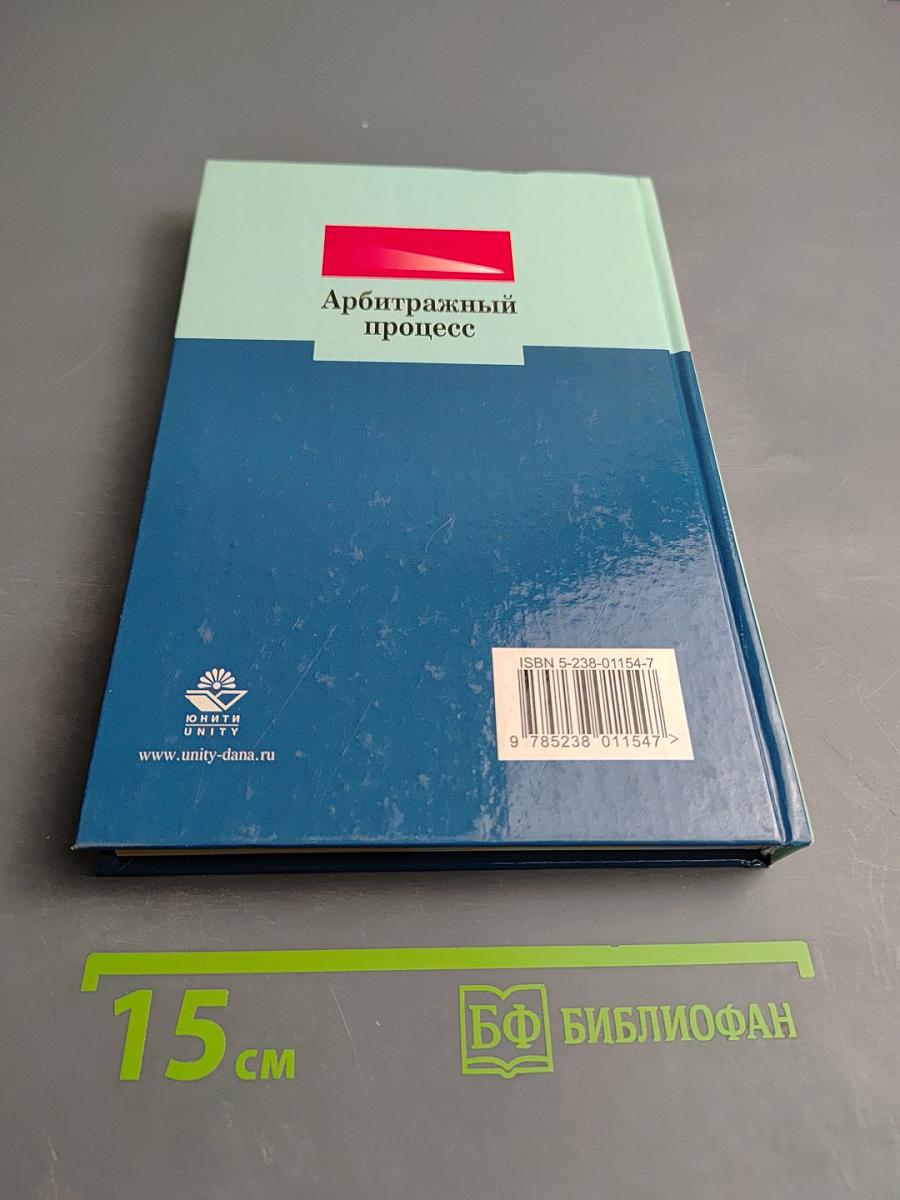 Арбитражный
процесс
ISBN 5-238-01154-7
9 785238 011547 >
ЮНИТИ
UNITY
www.unity-dana.ru
15 см
БФ БИБЛИОФАН